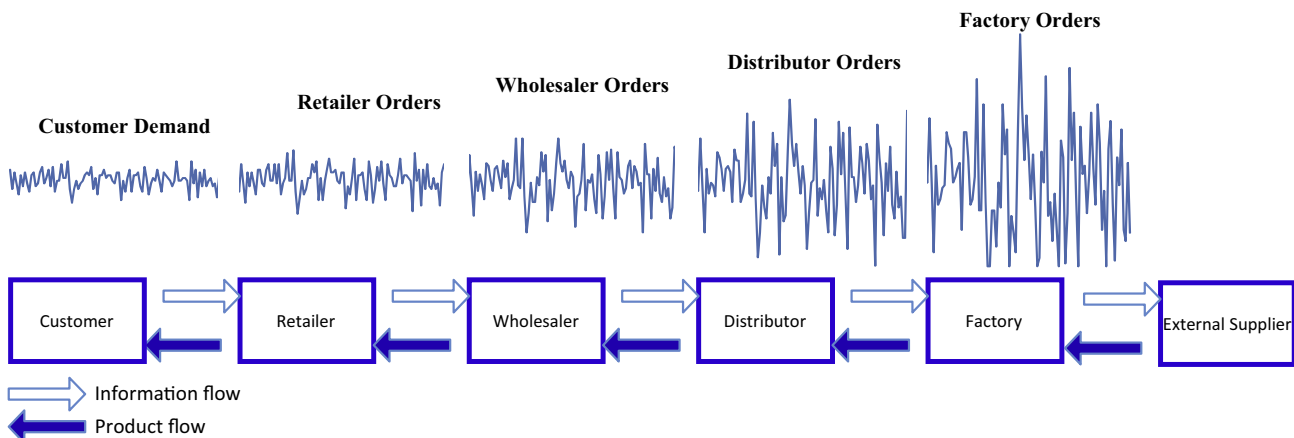 Factory Orders
Distributor Orders
Wholesaler Orders
Retailer Orders
Customer Demand
Customer
Retailer
Wholesaler
Distributor
Factory
External Supplier
Information flow
Product flow